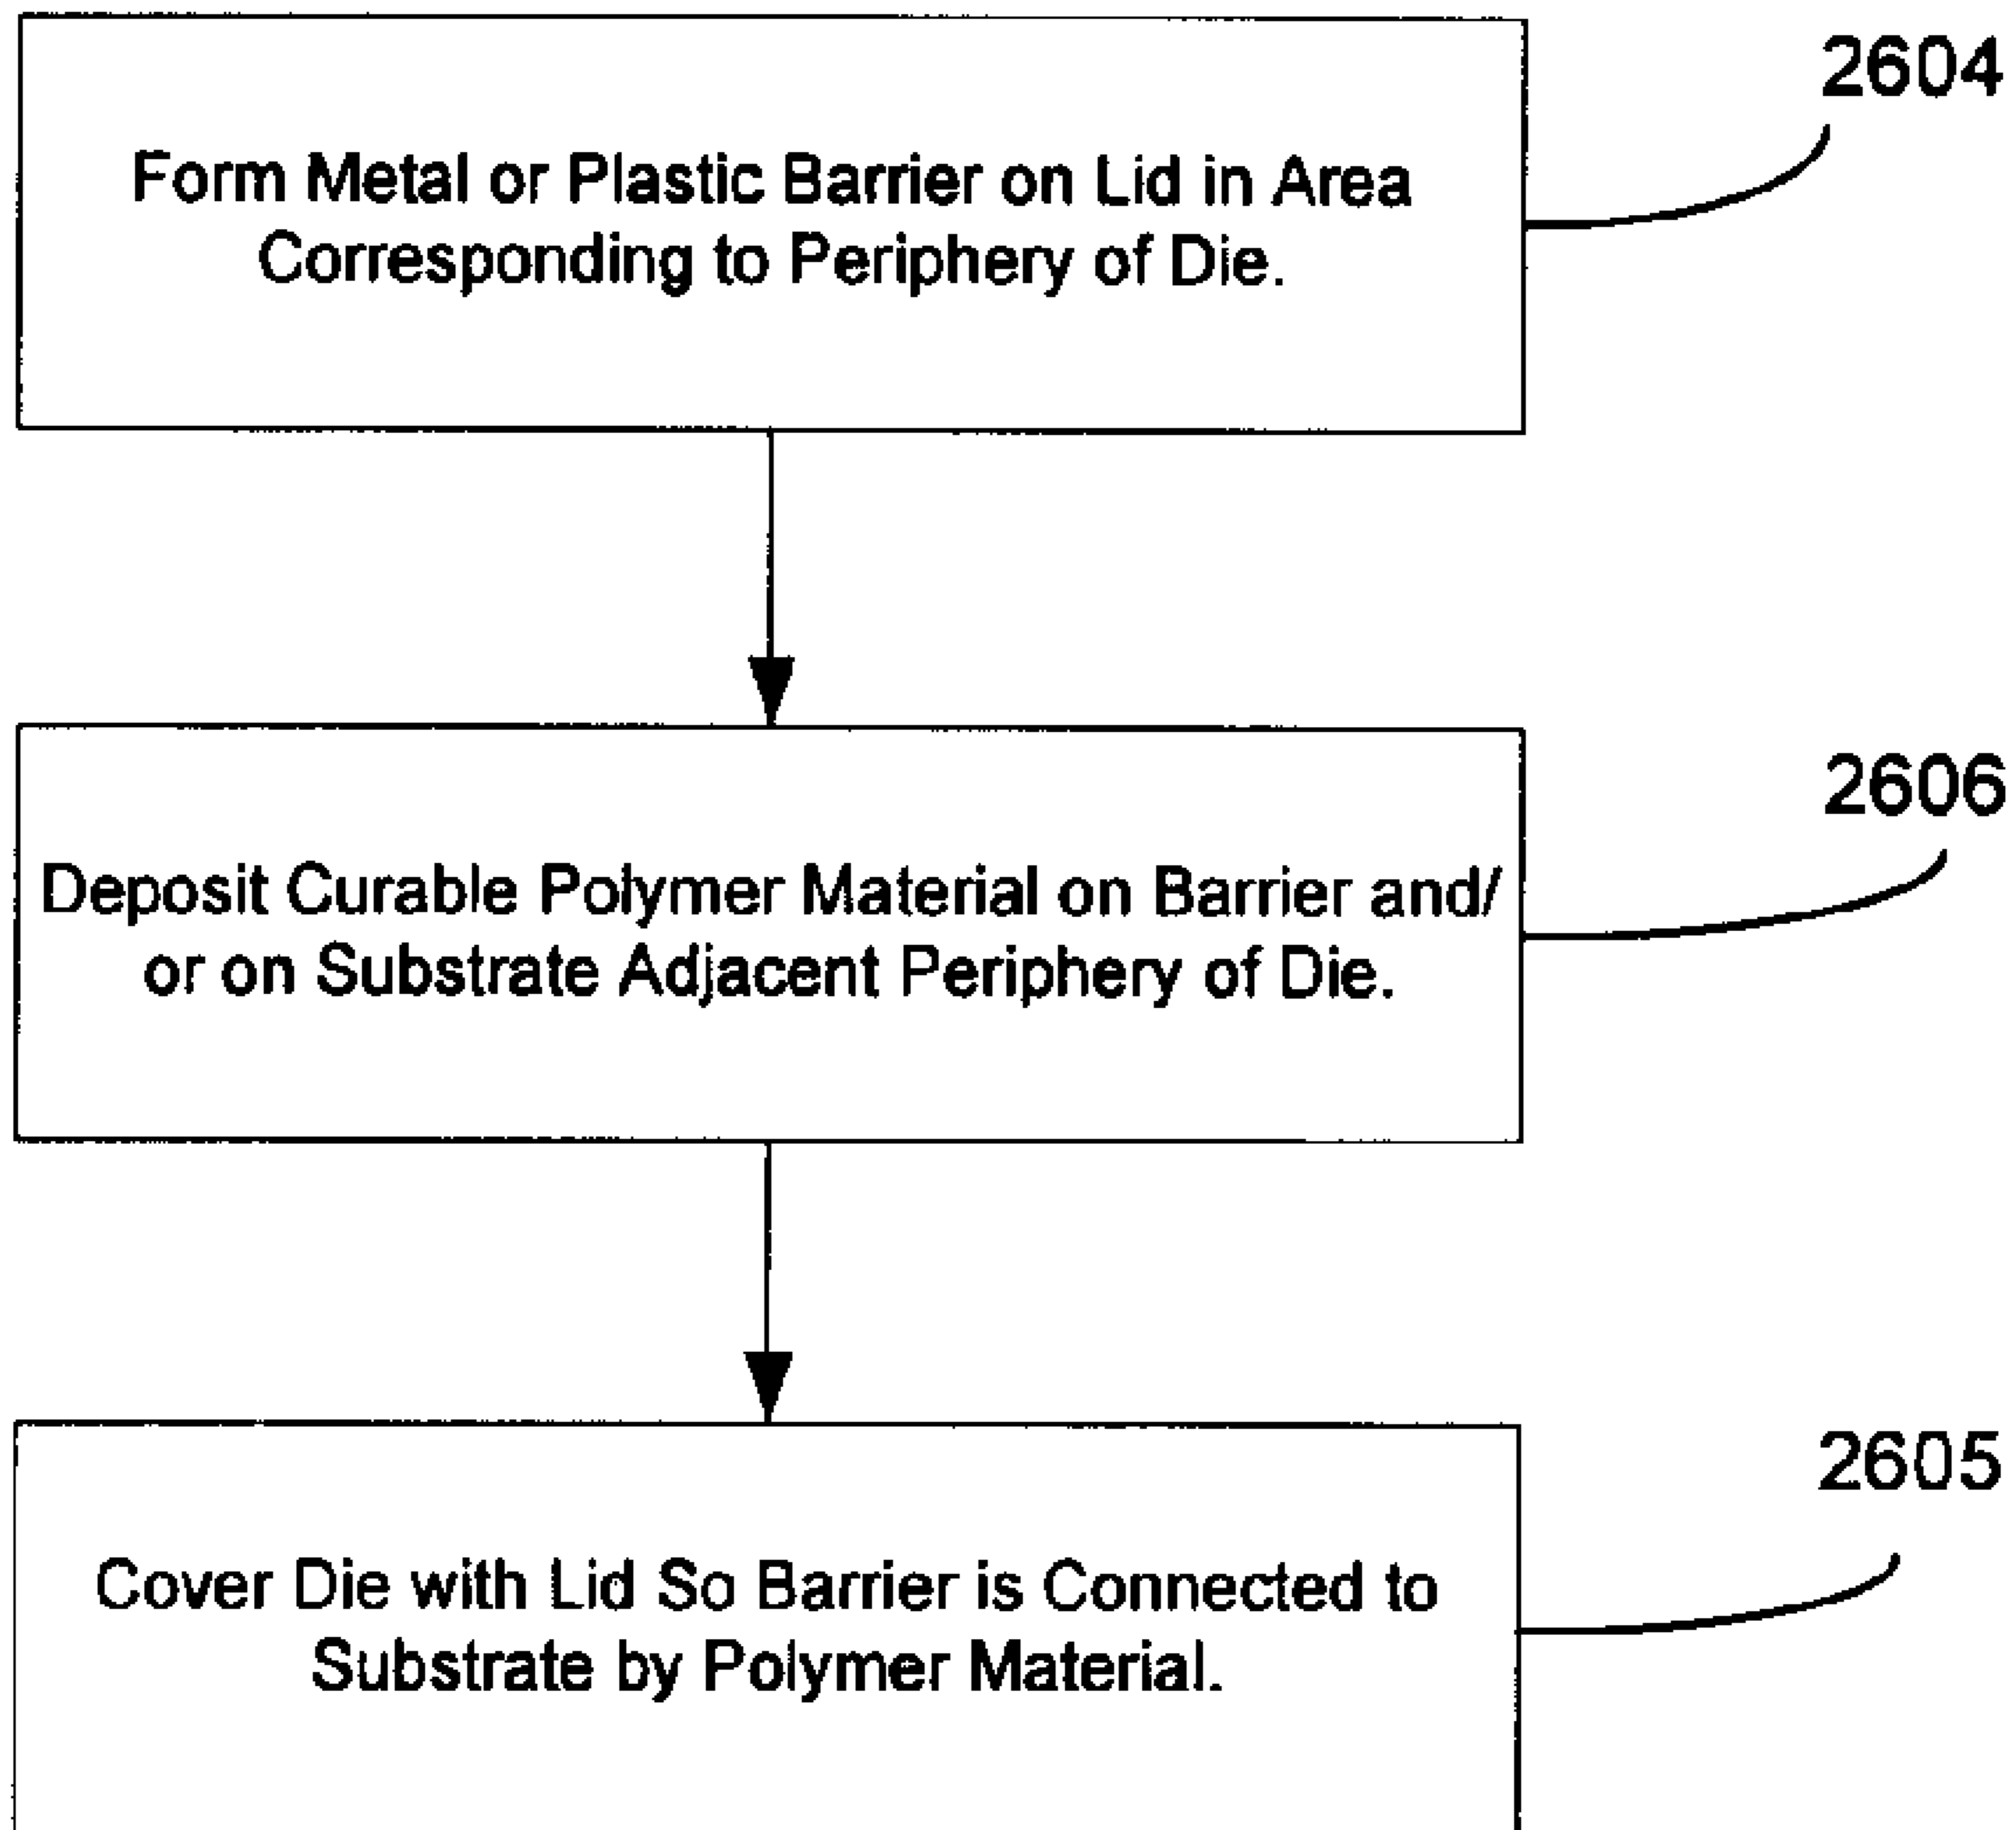 2604
Form Metal or Plastic Barrier on Lid in Area
Corresponding to Periphery of Die.
2606
Deposit Curable Polymer Material on Barrier and/
or on Substrate Adjacent Periphery of Die.
2605
Cover Die with Lid So Barrier is Connected to
Substrate by Polymer Material.